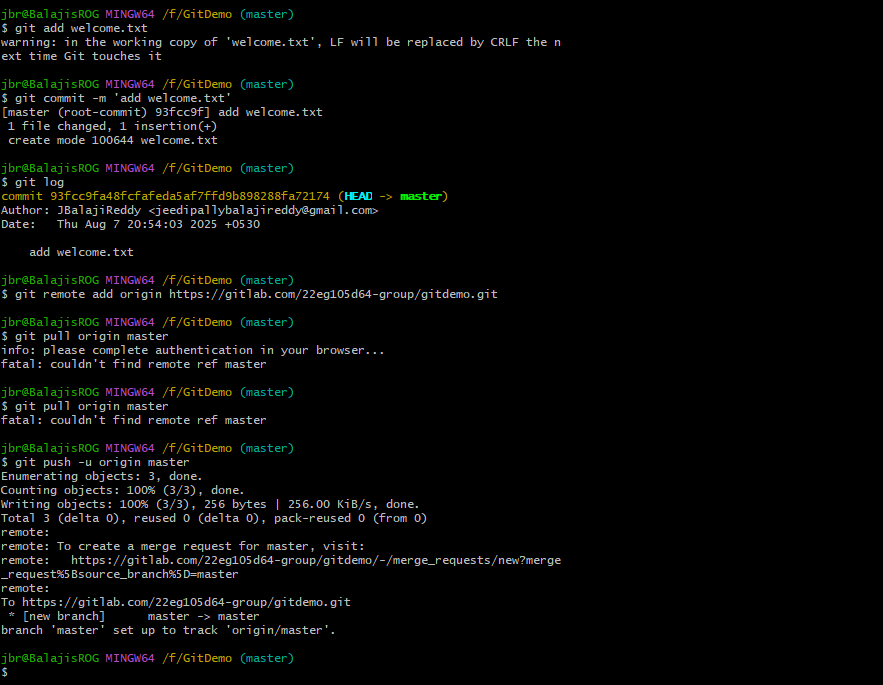 jbr@BalajisROG MINGW64 /f/GitDemo (master)
$ git add welcome.txt
warning: in the working copy of 'welcome.txt', LF will be replaced by CRLF the n
ext time Git touches it
jbr@BalajisROG MINGW64 /f/GitDemo (master)
$ git commit -m 'add welcome.txt'
[master (root-commit) 93fcc9f] add welcome.txt
 1 file changed, 1 insertion(+)
 create mode 100644 welcome.txt
jbr@BalajisROG MINGW64 /f/GitDemo (master)
$ git log
commit 93fcc9fa48fcfafeda5af7ffd9b898288fa72174 (HEAD -> master)
Author: JBalajiReddy <jeedipallybalajireddy@gmail.com>
Date:   Thu Aug 7 20:54:03 2025 +0530
    add welcome.txt
jbr@BalajisROG MINGW64 /f/GitDemo (master)
$ git remote add origin https://gitlab.com/22eg105d64-group/gitdemo.git
jbr@BalajisROG MINGW64 /f/GitDemo (master)
$ git pull origin master
info: please complete authentication in your browser...
fatal: couldn't find remote ref master
jbr@BalajisROG MINGW64 /f/GitDemo (master)
$ git pull origin master
fatal: couldn't find remote ref master
jbr@BalajisROG MINGW64 /f/GitDemo (master)
$ git push -u origin master
Enumerating objects: 3, done.
Counting objects: 100% (3/3), done.
Writing objects: 100% (3/3), 256 bytes | 256.00 KiB/s, done.
Total 3 (delta 0), reused 0 (delta 0), pack-reused 0 (from 0)
remote:
remote: To create a merge request for master, visit:
remote:   https://gitlab.com/22eg105d64-group/gitdemo/-/merge_requests/new?merge
_request%5Bsource_branch%5D=master
remote:
To https://gitlab.com/22eg105d64-group/gitdemo.git
 * [new branch]      master -> master
branch 'master' set up to track 'origin/master'.
jbr@BalajisROG MINGW64 /f/GitDemo (master)
$